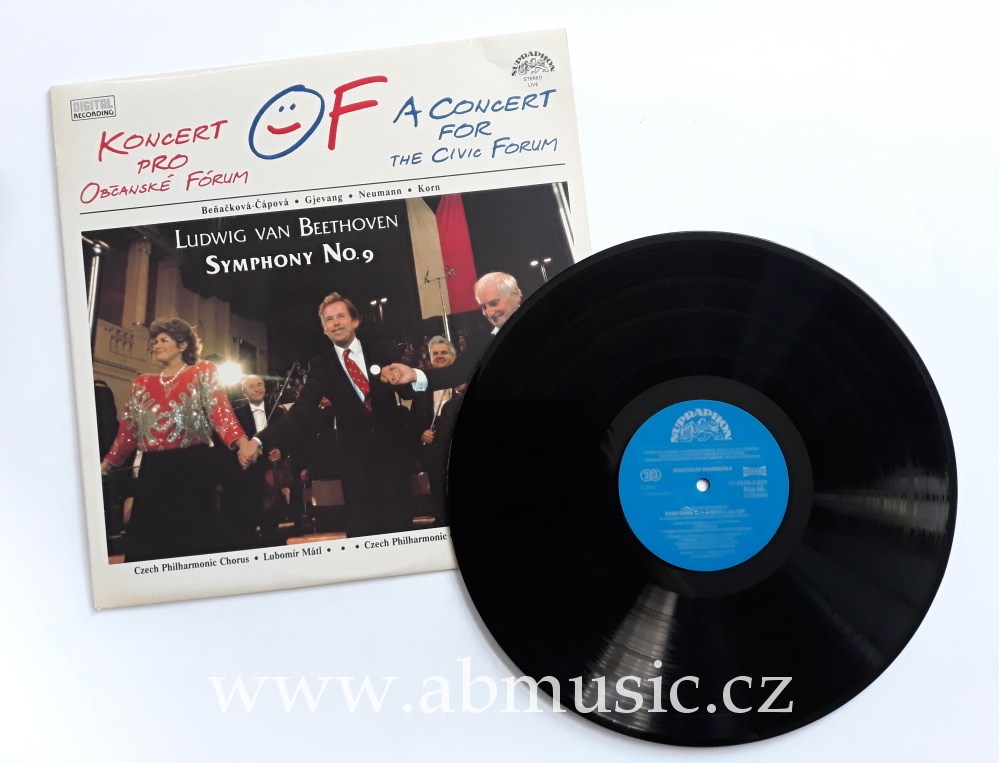 DIGITAL
RECORDING
KONCERT
PRO
OBČANSKÉ FÓRUM
OF
A CONCERT
FOR
THE CIVIC FORUM
SUPRAPHON
STEREO
LIVE
Beňačková-Čápová • Gjevang • Neumann • Korn
LUDWIG VAN BEETHOVEN
SYMPHONY NO. 9
Czech Philharmonic Chorus • Lubomír Mátl • • • Czech Philharmonic
SUPRAPHON
www.abmusic.cz